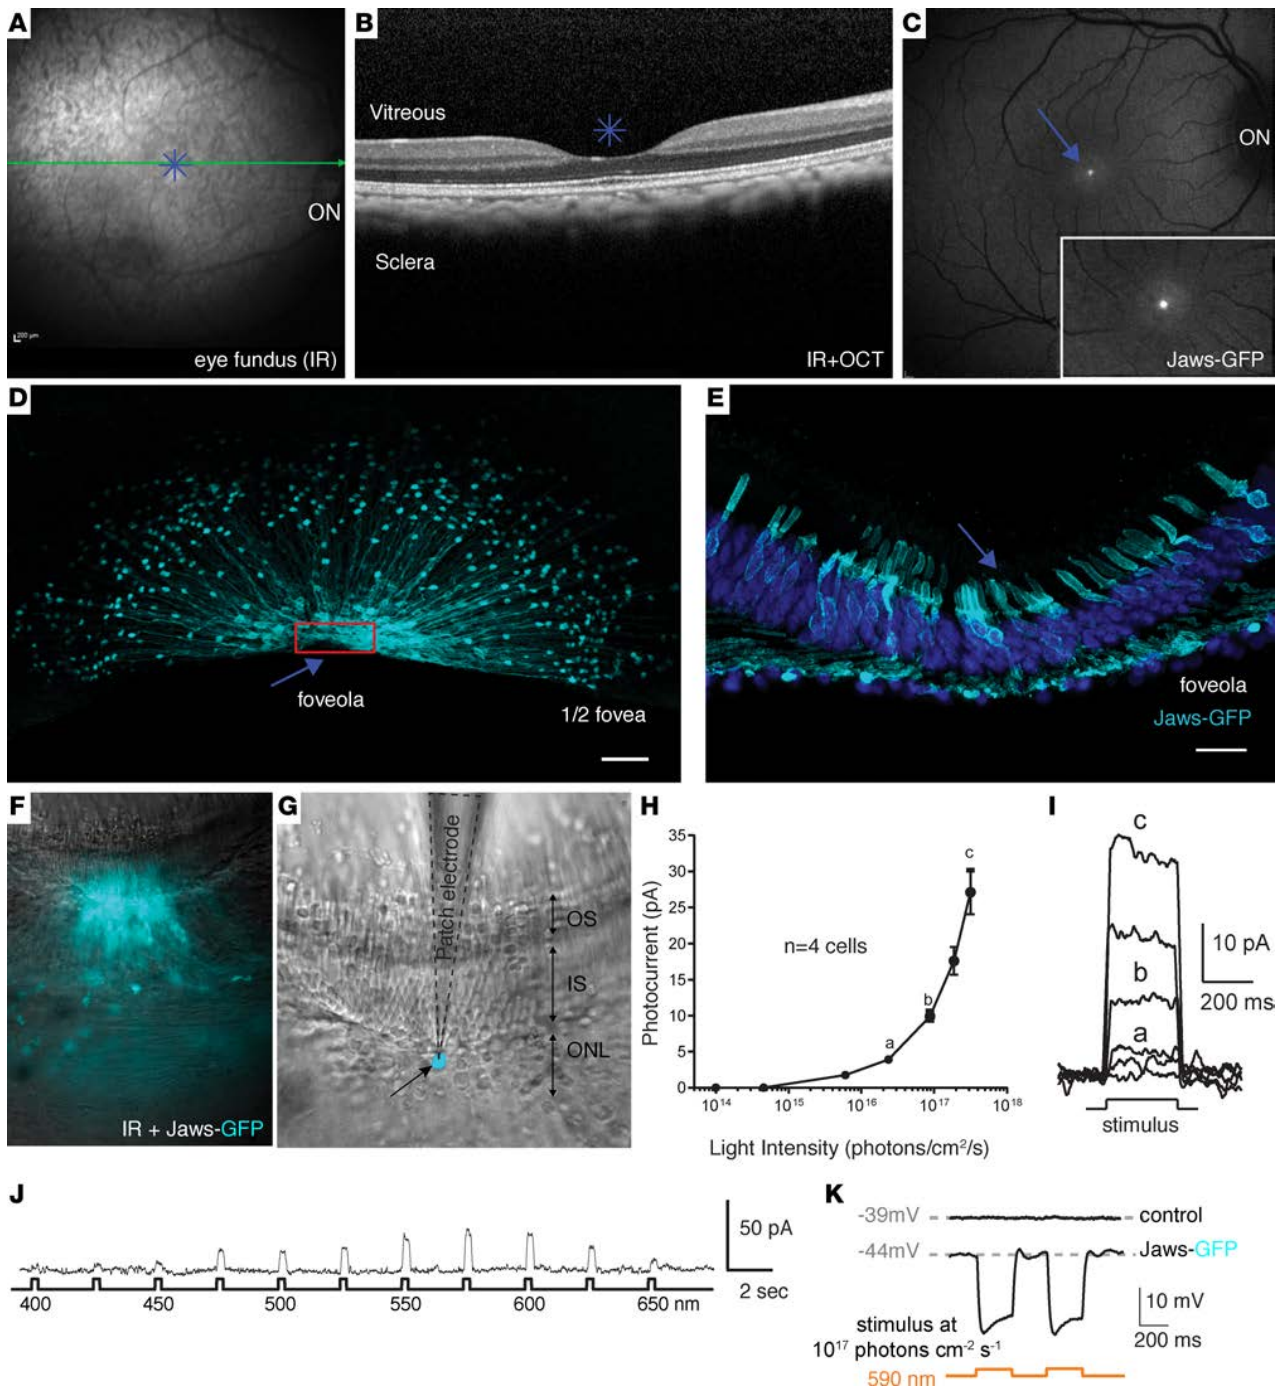 A
ON
200 µm
eye fundus (IR)
B
Vitreous
Sclera
IR+OCT
C
ON
Jaws-GFP
D
foveola
1/2 fovea
E
foveola
Jaws-GFP
F
IR + Jaws-GFP
G
Patch electrode
OS
IS
ONL
H
35
30
25
20
15
10
5
0
Photocurrent (pA)
n=4 cells
a
b
c
10¹⁴ 10¹⁵ 10¹⁶ 10¹⁷ 10¹⁸
Light Intensity (photons/cm²/s)
I
c
b
a
10 pA
200 ms
stimulus
J
50 pA
2 sec
400 450 500 550 600 650 nm
K
-39mV control
-44mV Jaws-GFP
10 mV
200 ms
stimulus at
10¹⁷ photons cm⁻² s⁻¹
590 nm